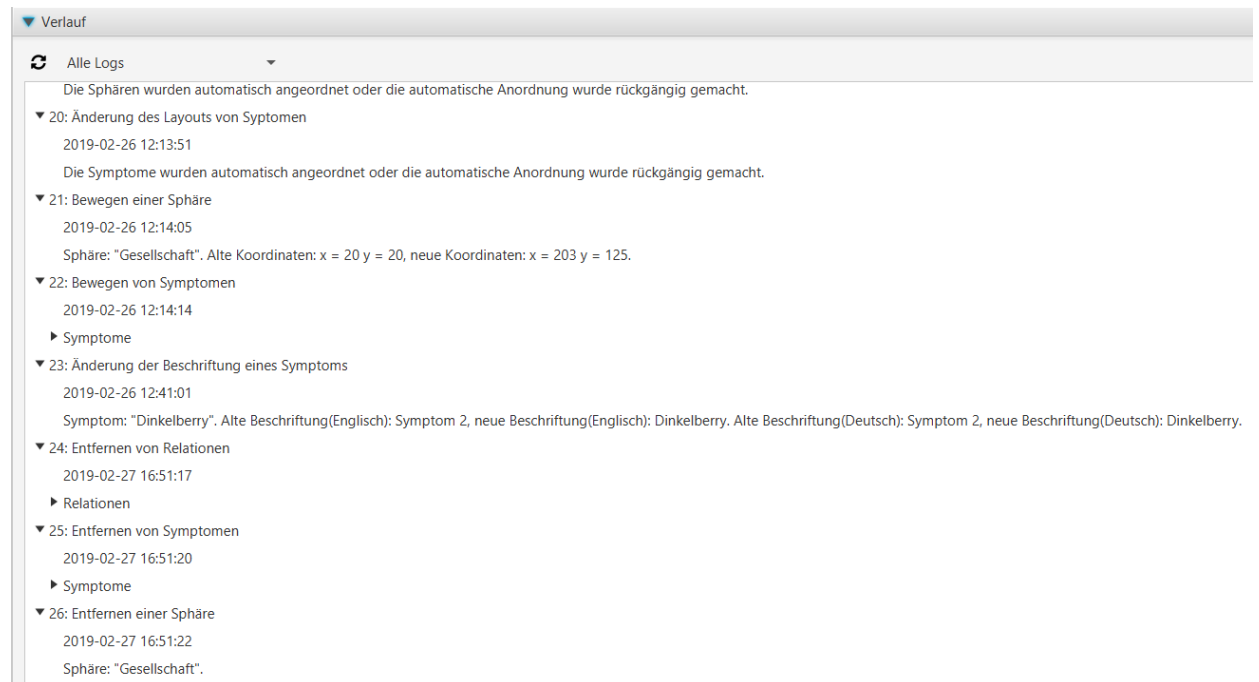 Verlauf
Alle Logs
Die Sphären wurden automatisch angeordnet oder die automatische Anordnung wurde rückgängig gemacht.
20: Änderung des Layouts von Syptomen
2019-02-26 12:13:51
Die Symptome wurden automatisch angeordnet oder die automatische Anordnung wurde rückgängig gemacht.
21: Bewegen einer Sphäre
2019-02-26 12:14:05
Sphäre: "Gesellschaft". Alte Koordinaten: x = 20 y = 20, neue Koordinaten: x = 203 y = 125.
22: Bewegen von Symptomen
2019-02-26 12:14:14
Symptome
23: Änderung der Beschriftung eines Symptoms
2019-02-26 12:41:01
Symptom: "Dinkelberry". Alte Beschriftung(Englisch): Symptom 2, neue Beschriftung(Englisch): Dinkelberry. Alte Beschriftung(Deutsch): Symptom 2, neue Beschriftung(Deutsch): Dinkelberry.
24: Entfernen von Relationen
2019-02-27 16:51:17
Relationen
25: Entfernen von Symptomen
2019-02-27 16:51:20
Symptome
26: Entfernen einer Sphäre
2019-02-27 16:51:22
Sphäre: "Gesellschaft".